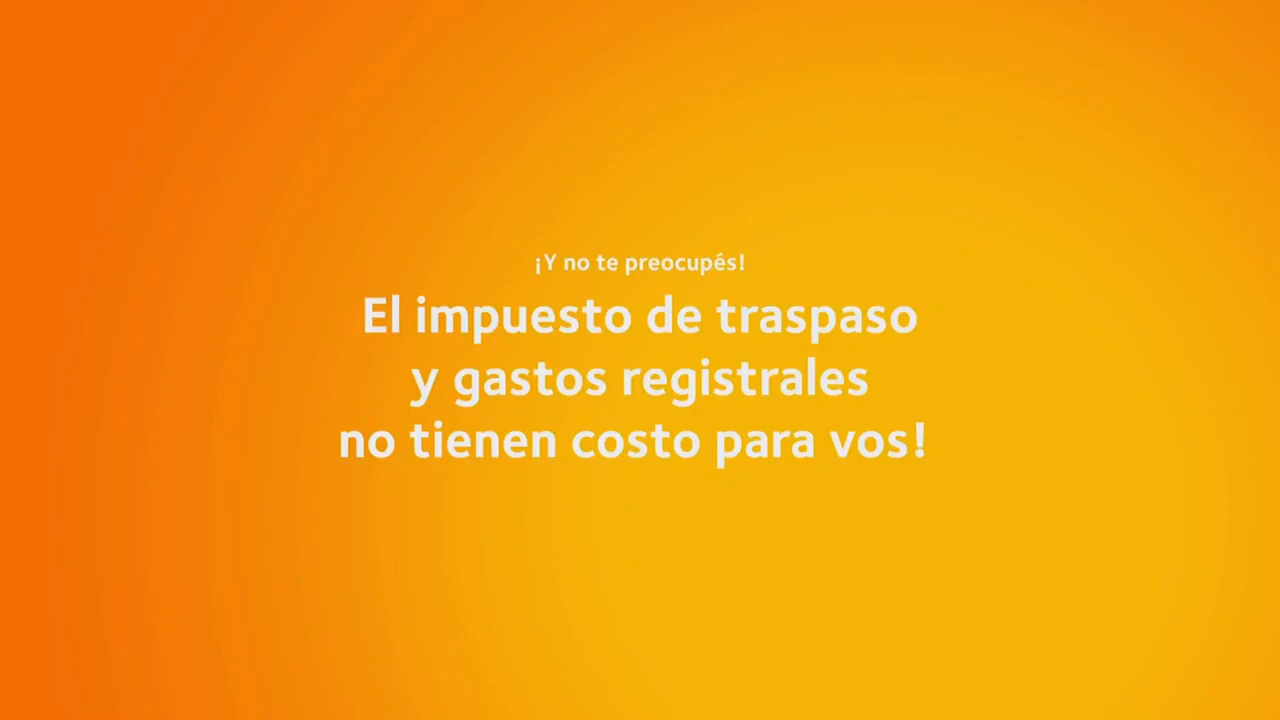 ¡Y no te preocupés!
El impuesto de traspaso
y gastos registrales
no tienen costo para vos!